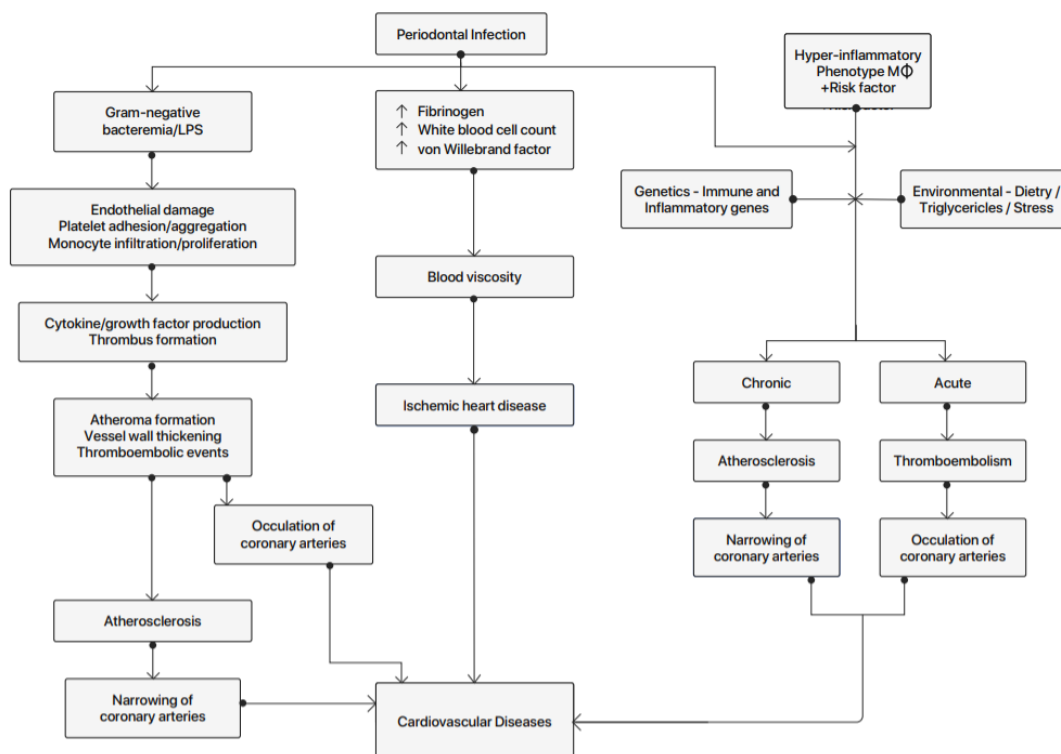 Periodontal Infection
Hyper-inflammatory
Phenotype MΦ
+Risk factor
Gram-negative
bacteremia/LPS
↑ Fibrinogen
↑ White blood cell count
↑ von Willebrand factor
Genetics - Immune and
Inflammatory genes
Environmental - Dietry /
Triglycericles / Stress
Endothelial damage
Platelet adhesion/aggregation
Monocyte infiltration/proliferation
Blood viscosity
Cytokine/growth factor production
Thrombus formation
Chronic
Acute
Ischemic heart disease
Atheroma formation
Vessel wall thickening
Thromboembolic events
Atherosclerosis
Thromboembolism
Occulation of
coronary arteries
Narrowing of
coronary arteries
Occulation of
coronary arteries
Atherosclerosis
Narrowing of
coronary arteries
Cardiovascular Diseases